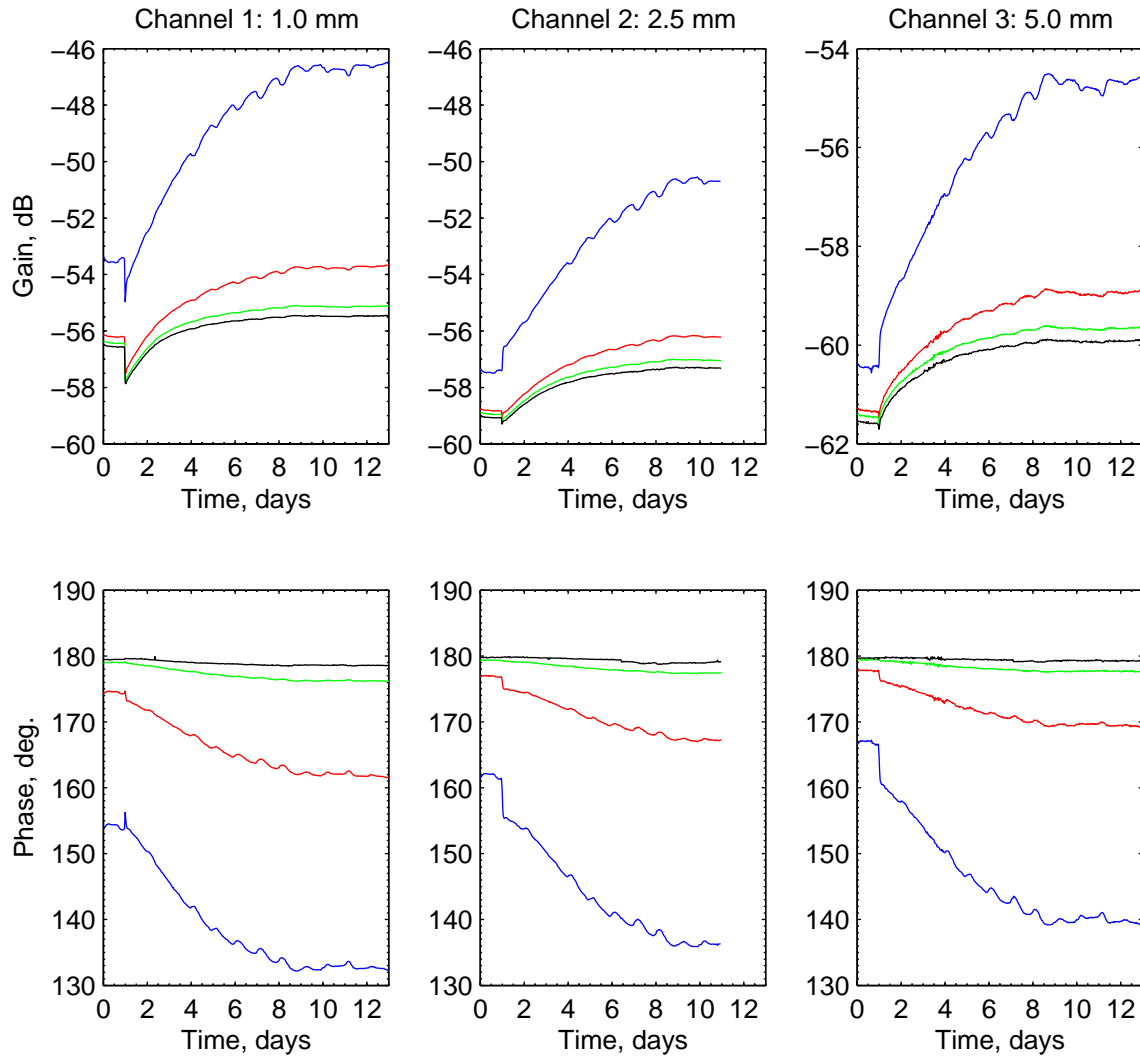 Channel 1: 1.0 mm
Channel 2: 2.5 mm
Channel 3: 5.0 mm
Gain, dB
−46
−48
−50
−52
−54
−56
−58
−60
0 2 4 6 8 10 12
Time, days
−46
−48
−50
−52
−54
−56
−58
−60
0 2 4 6 8 10 12
Time, days
−54
−56
−58
−60
−62
0 2 4 6 8 10 12
Time, days
Phase, deg.
190
180
170
160
150
140
130
0 2 4 6 8 10 12
Time, days
190
180
170
160
150
140
130
0 2 4 6 8 10 12
Time, days
190
180
170
160
150
140
130
0 2 4 6 8 10 12
Time, days